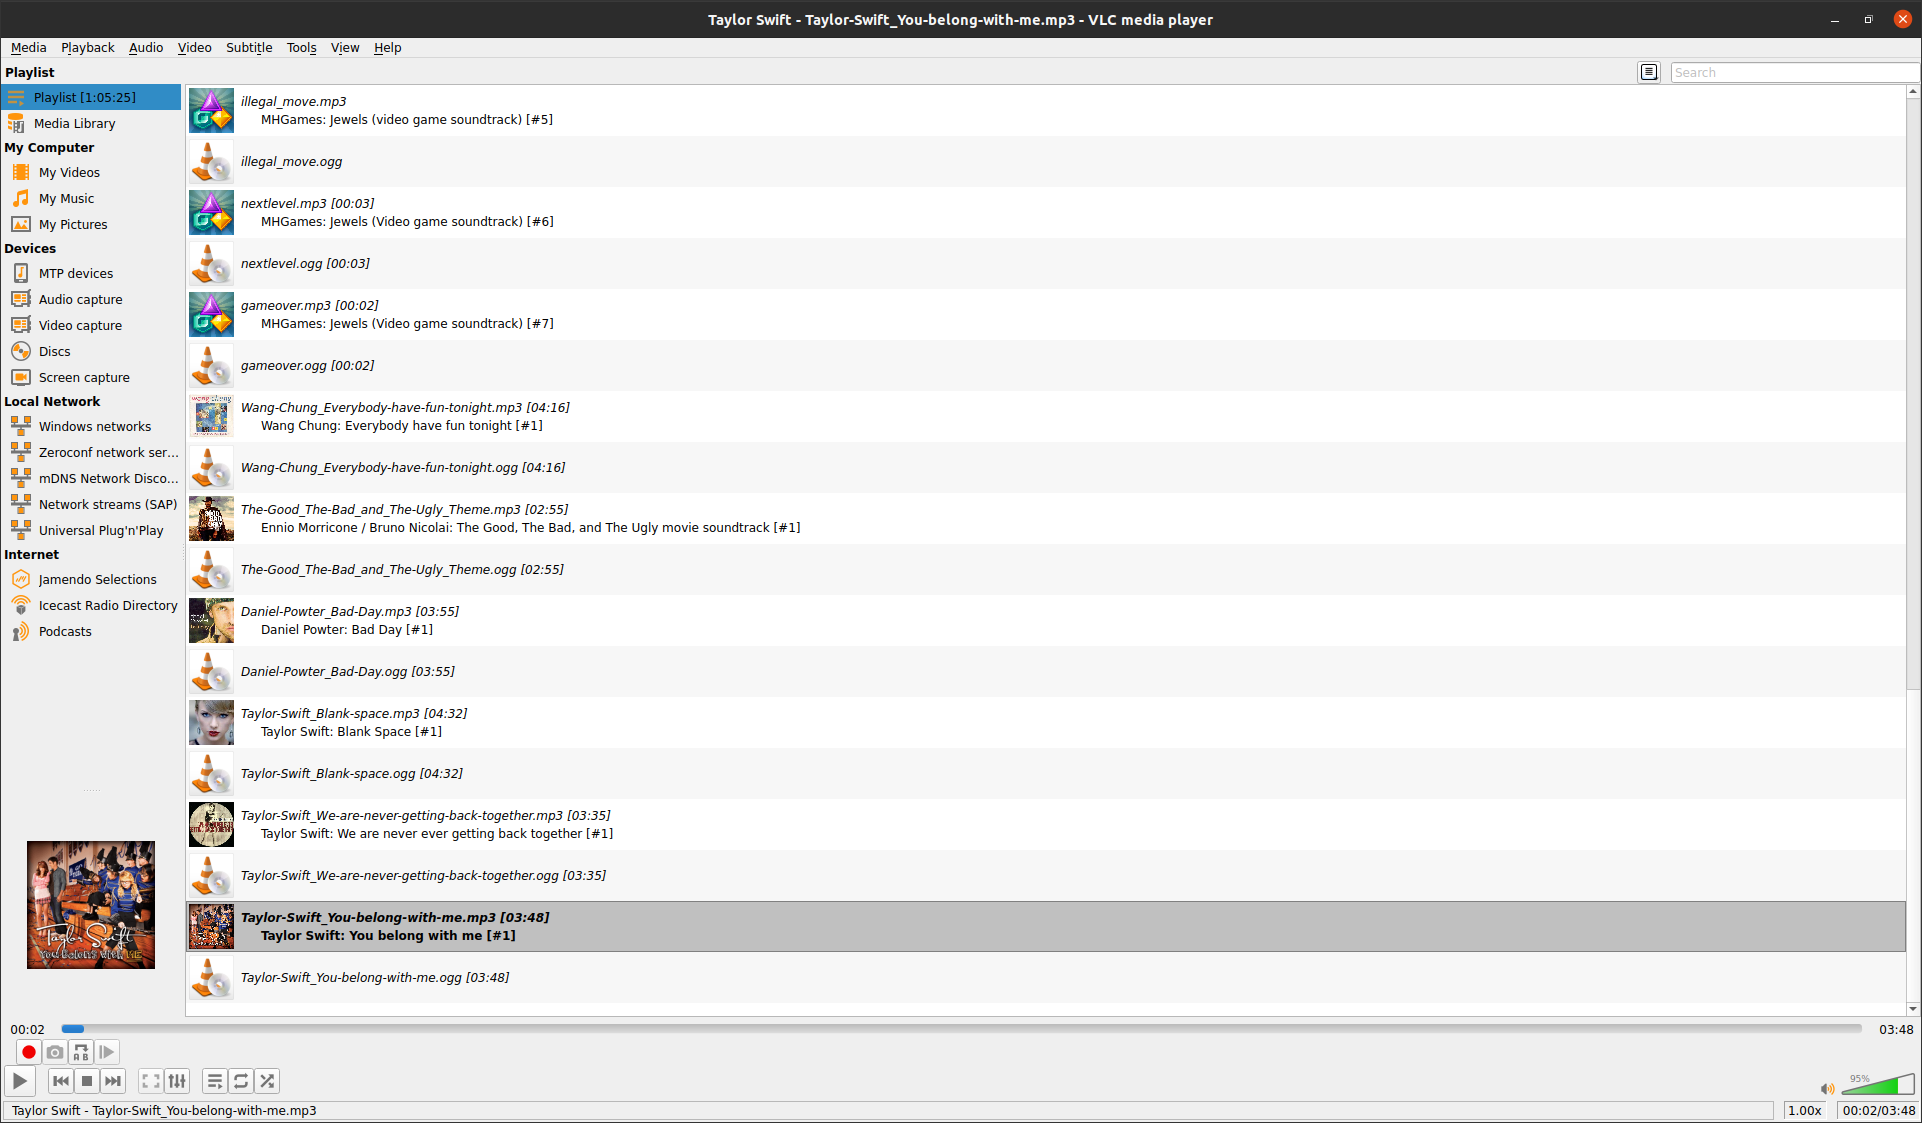 Taylor Swift - Taylor-Swift_You-belong-with-me.mp3 - VLC media player
Media Playback Audio Video Subtitle Tools View Help
Playlist
Search
Playlist [1:05:25]
Media Library
My Computer
My Videos
My Music
My Pictures
Devices
MTP devices
Audio capture
Video capture
Discs
Screen capture
Local Network
Windows networks
Zeroconf network ser...
mDNS Network Disco...
Network streams (SAP)
Universal Plug'n'Play
Internet
Jamendo Selections
Icecast Radio Directory
Podcasts
illegal_move.mp3
MHGames: Jewels (video game soundtrack) [#5]
illegal_move.ogg
nextlevel.mp3 [00:03]
MHGames: Jewels (Video game soundtrack) [#6]
nextlevel.ogg [00:03]
gameover.mp3 [00:02]
MHGames: Jewels (Video game soundtrack) [#7]
gameover.ogg [00:02]
wang chung
Wang-Chung_Everybody-have-fun-tonight.mp3 [04:16]
Wang Chung: Everybody have fun tonight [#1]
Wang-Chung_Everybody-have-fun-tonight.ogg [04:16]
The-Good_The-Bad_and_The-Ugly_Theme.mp3 [02:55]
Ennio Morricone / Bruno Nicolai: The Good, The Bad, and The Ugly movie soundtrack [#1]
The-Good_The-Bad_and_The-Ugly_Theme.ogg [02:55]
Daniel-Powter_Bad-Day.mp3 [03:55]
Daniel Powter: Bad Day [#1]
Daniel-Powter_Bad-Day.ogg [03:55]
Taylor-Swift_Blank-space.mp3 [04:32]
Taylor Swift: Blank Space [#1]
Taylor-Swift_Blank-space.ogg [04:32]
Taylor-Swift_We-are-never-getting-back-together.mp3 [03:35]
Taylor Swift: We are never ever getting back together [#1]
Taylor-Swift_We-are-never-getting-back-together.ogg [03:35]
Taylor-Swift_You-belong-with-me.mp3 [03:48]
Taylor Swift: You belong with me [#1]
Taylor-Swift_You-belong-with-me.ogg [03:48]
Taylor Swift
YOU BELONG WITH ME
00:02
03:48
A B
95%
Taylor Swift - Taylor-Swift_You-belong-with-me.mp3
1.00x
00:02/03:48